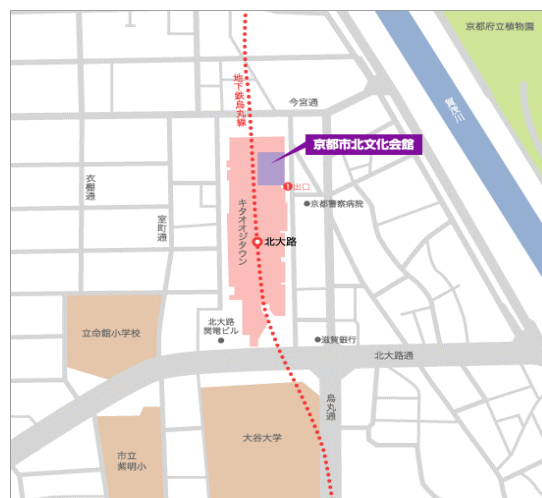 京都府立植物園
賀茂川
地下鉄烏丸線
今宮通
京都市北文化会館
衣棚通
室町通
1出口
京都警察病院
キタオオジタウン
北大路
立命館小学校
北大路
関電ビル
滋賀銀行
北大路通
烏丸通
大谷大学
市立
紫明小